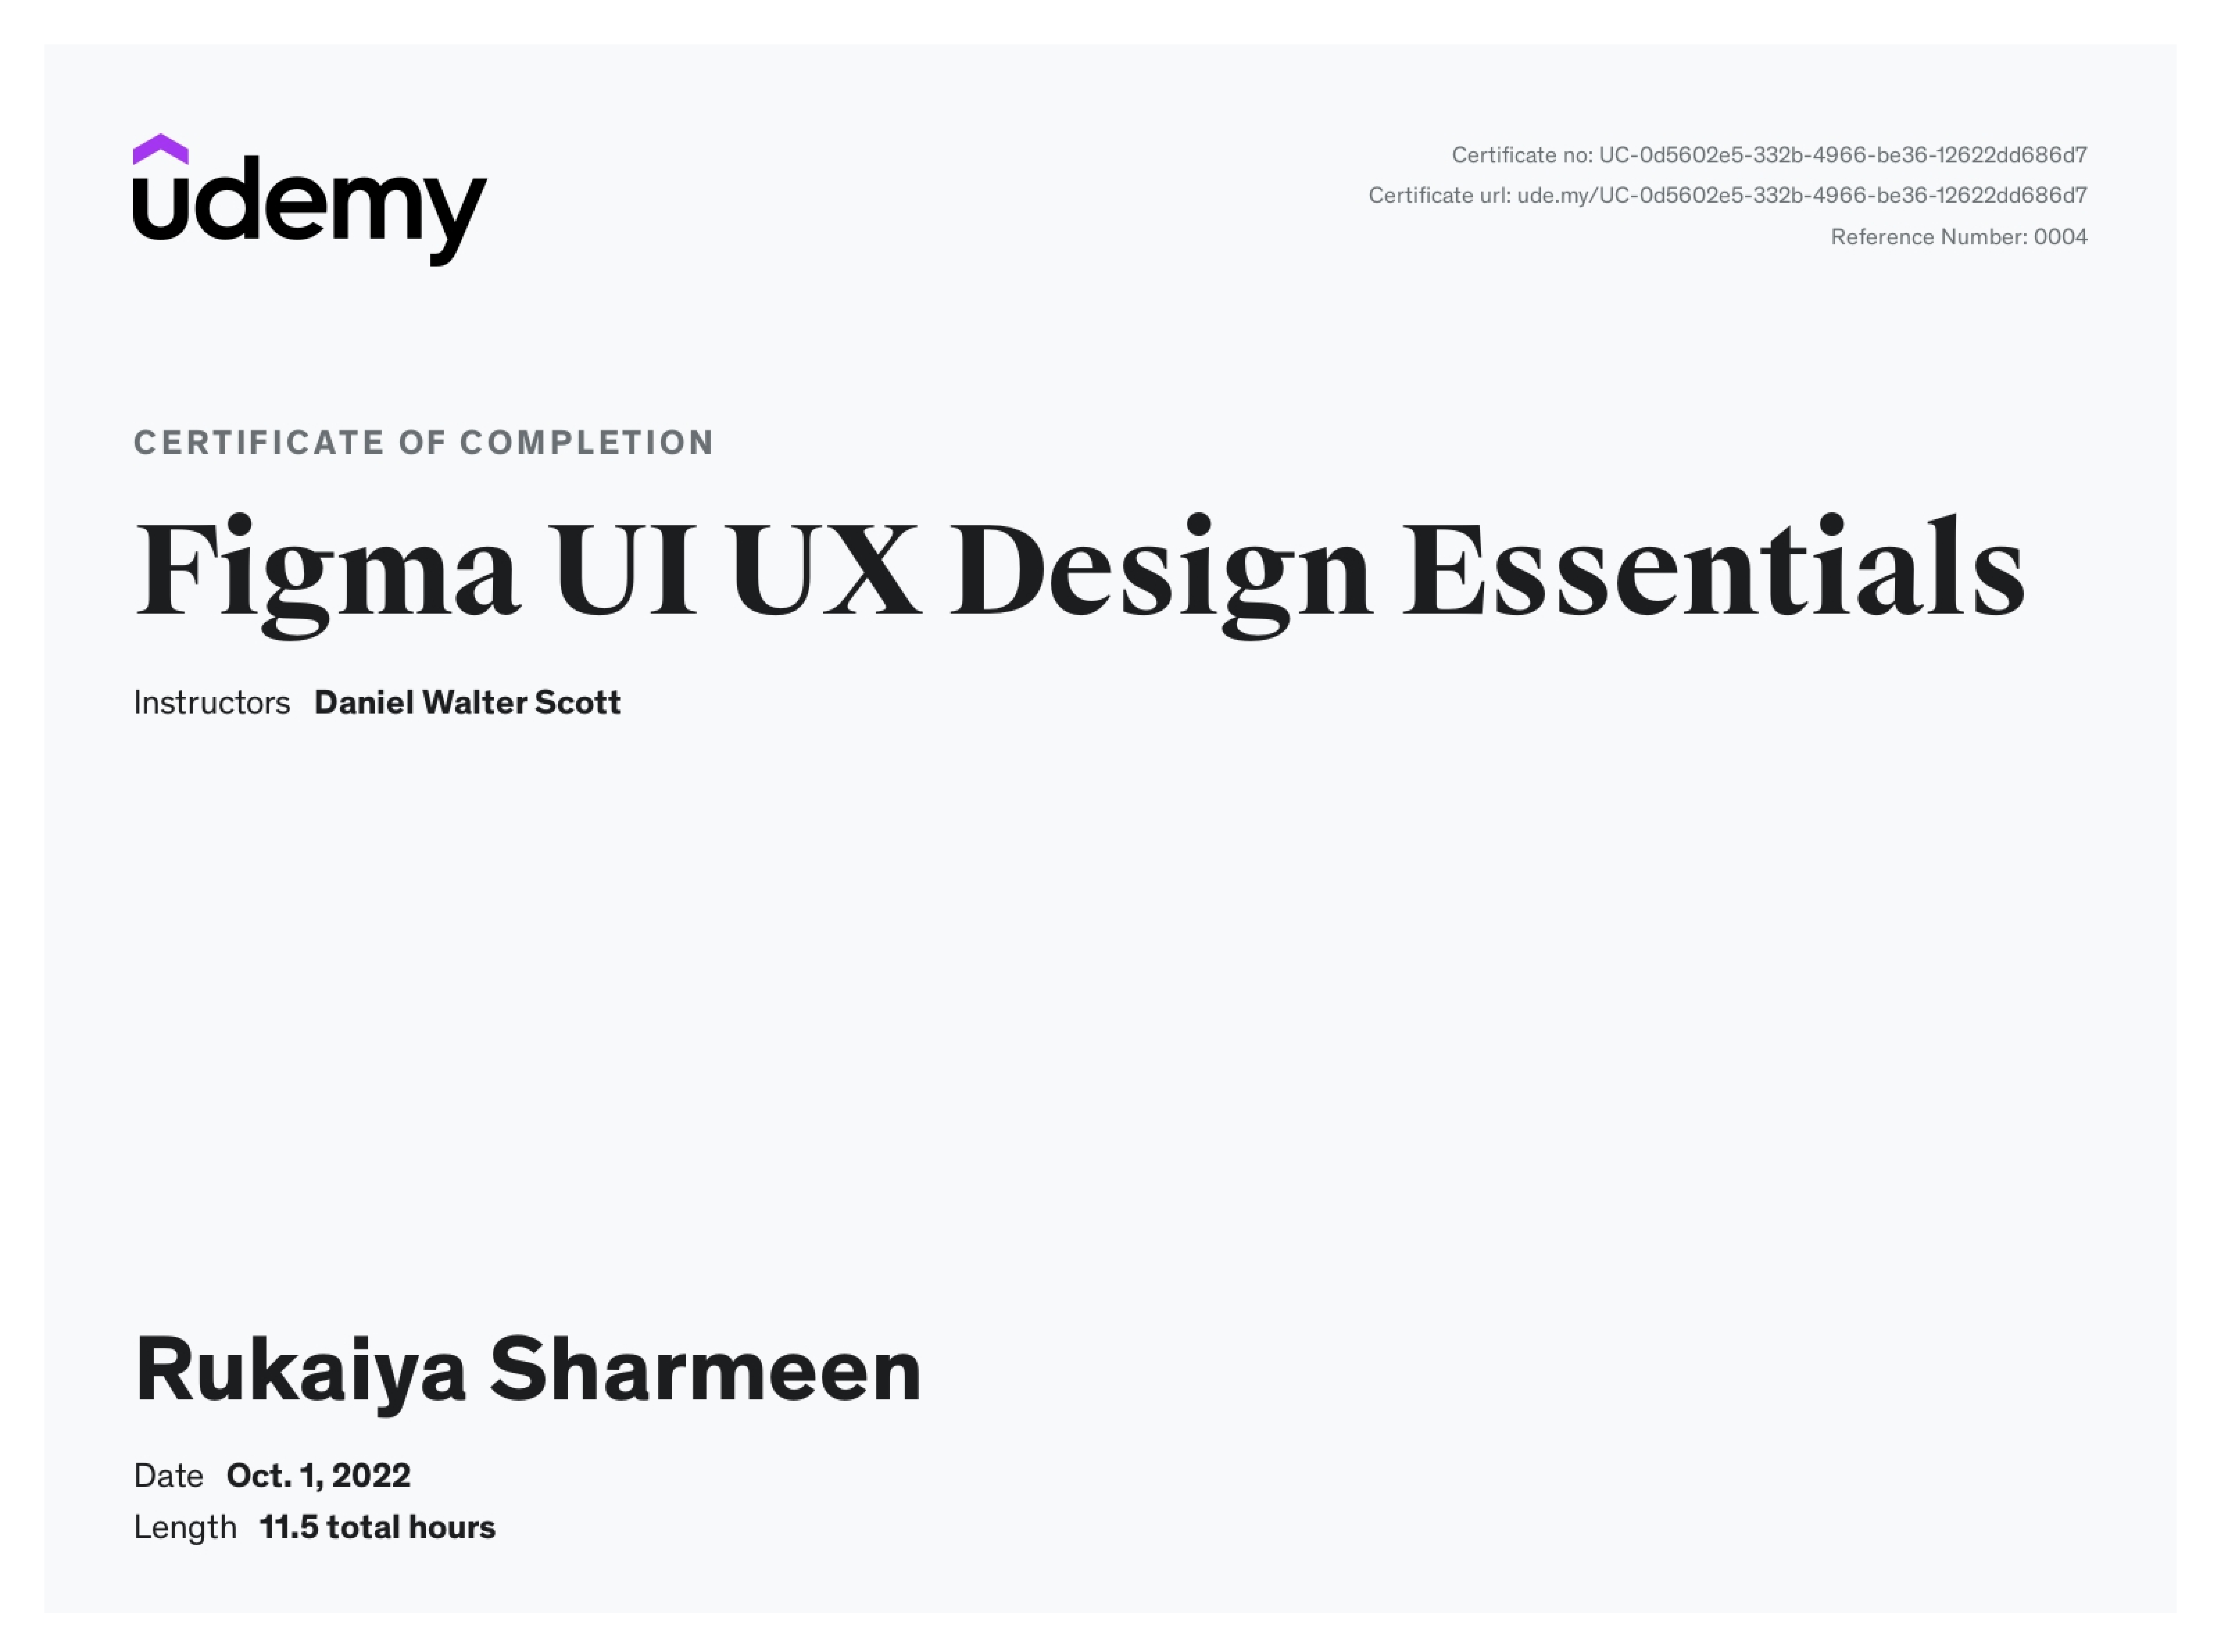 udemy
Certificate no: UC-0d5602e5-332b-4966-be36-12622dd686d7
Certificate url: ude.my/UC-0d5602e5-332b-4966-be36-12622dd686d7
Reference Number: 0004
CERTIFICATE OF COMPLETION
Figma UI UX Design Essentials
Instructors Daniel Walter Scott
Rukaiya Sharmeen
Date Oct. 1, 2022
Length 11.5 total hours